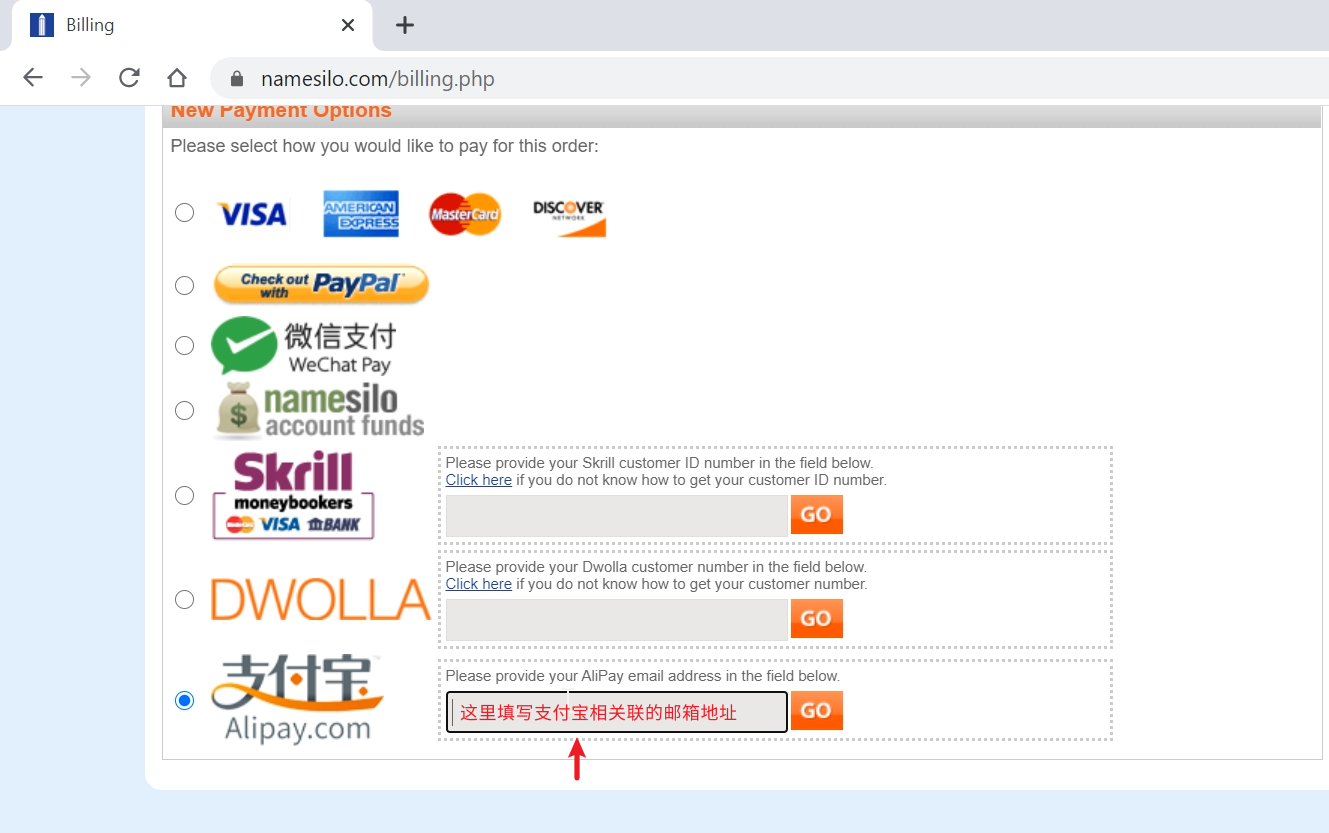 Billing
namesilo.com/billing.php
New Payment Options
Please select how you would like to pay for this order:
VISA AMERICAN EXPRESS MasterCard DISCOVER NETWORK
Check out with PayPal™
微信支付
WeChat Pay
$ namesilo
account funds
Skrill
moneybookers
MasterCard VISA BANK
Please provide your Skrill customer ID number in the field below.
Click here if you do not know how to get your customer ID number.
GO
DWOLLA
Please provide your Dwolla customer number in the field below.
Click here if you do not know how to get your customer number.
GO
支付宝™
Alipay.com
Please provide your AliPay email address in the field below.
这里填写支付宝相关联的邮箱地址
GO